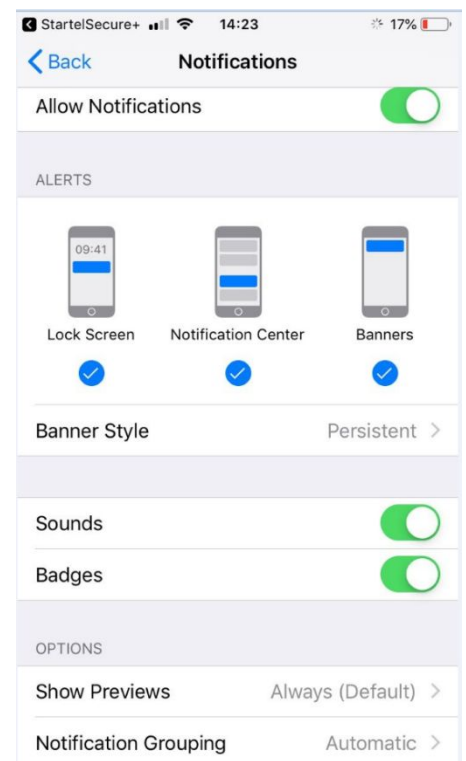 StartelSecure+ 14:23 17%
Back Notifications
Allow Notifications
ALERTS
09:41
Lock Screen Notification Center Banners
Banner Style Persistent
Sounds
Badges
OPTIONS
Show Previews Always (Default)
Notification Grouping Automatic